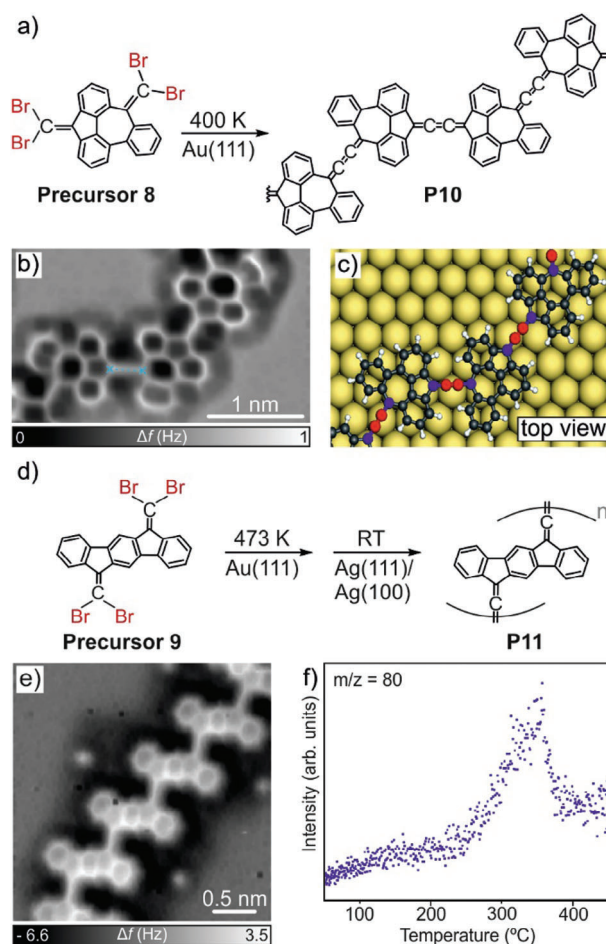 a)
Br
Br
C
Br
Br
C
400 K
Au(111)
Precursor 8
C C
C C
C C
P10
b)
1 nm
0 Δf (Hz) 1
c)
top view
d)
Br Br
C
C
Br Br
Precursor 9
473 K
Au(111)
RT
Ag(111)/
Ag(100)
C
n
C
P11
e)
0.5 nm
- 6.6 Δf (Hz) 3.5
f)
m/z = 80
Intensity (arb. units)
100 200 300 400
Temperature (ºC)